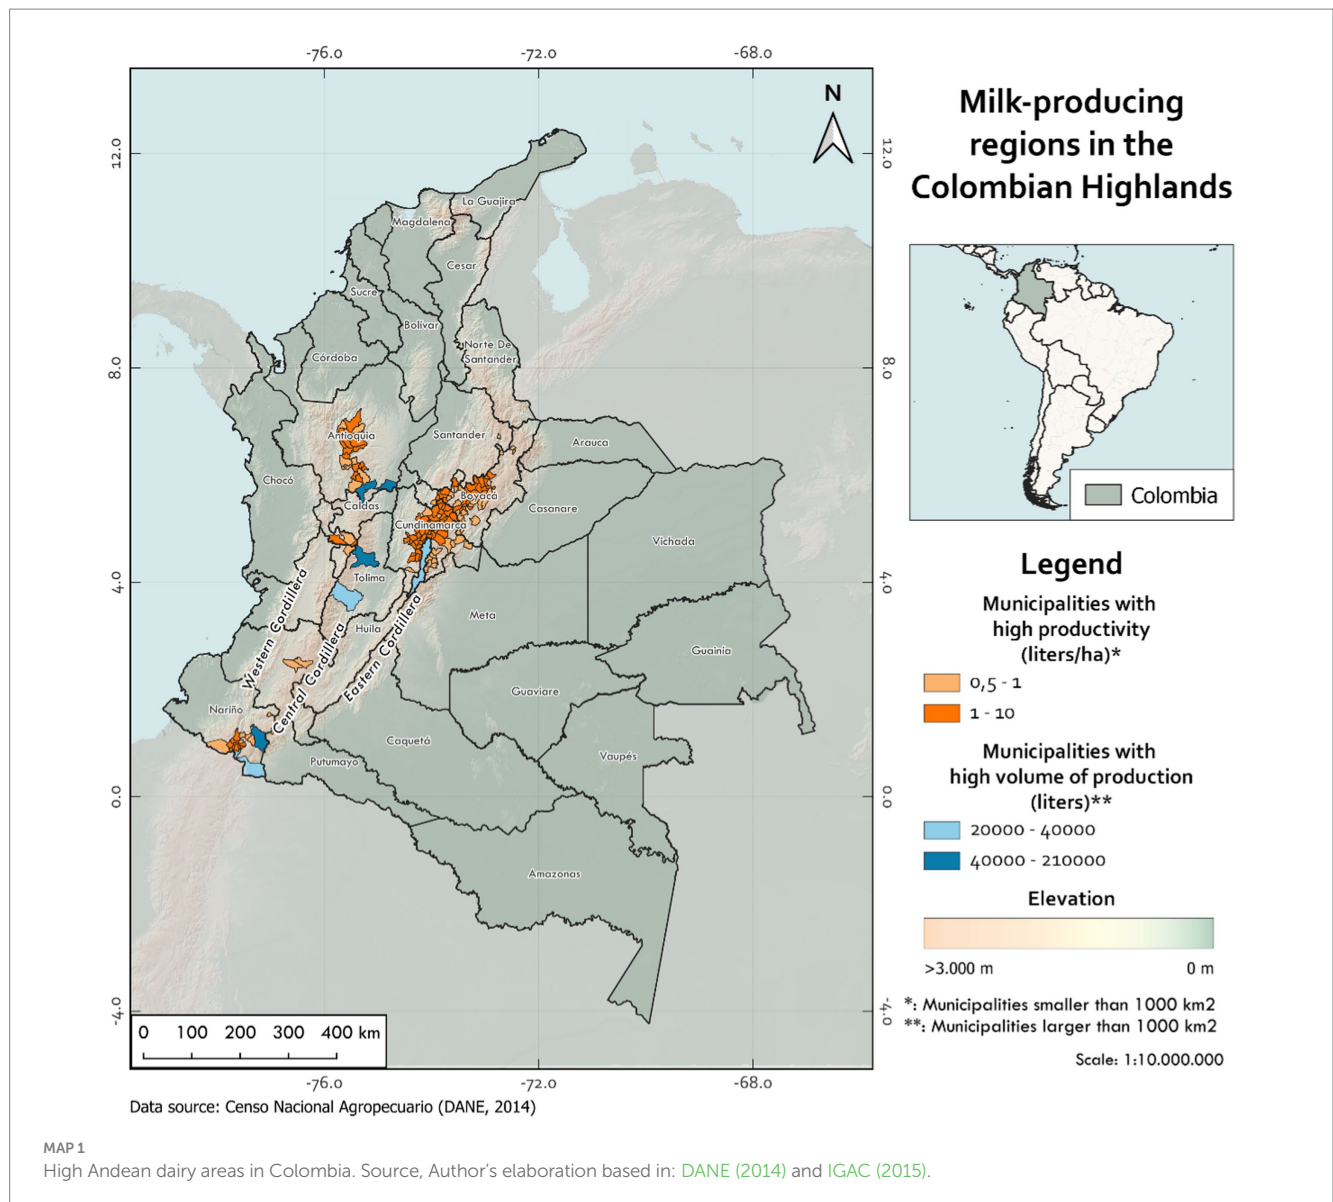 -76.0 -72.0 -68.0
N
12.0 12.0
La Guajira
Magdalena
Cesar
Sucre
Bolívar
8.0 8.0
Córdoba
Norte De
Santander
Antioquia
Santander
Arauca
Chocó
Boyacá
Caldas
Casanare
Cundinamarca
Vichada
4.0 4.0
Tolima
Meta
Huila
Western Cordillera
Central Cordillera
Eastern Cordillera
Guainía
Guaviare
Nariño
Caquetá
Vaupés
Putumayo
0.0 0.0
Amazonas
-4.0 -4.0
0 100 200 300 400 km
-76.0 -72.0 -68.0
Data source: Censo Nacional Agropecuario (DANE, 2014)
Milk-producing
regions in the
Colombian Highlands
Colombia
Legend
Municipalities with
high productivity
(liters/ha)*
0,5 - 1
1 - 10
Municipalities with
high volume of production
(liters)**
20000 - 40000
40000 - 210000
Elevation
>3.000 m 0 m
*: Municipalities smaller than 1000 km2
**: Municipalities larger than 1000 km2
Scale: 1:10.000.000
MAP 1
High Andean dairy areas in Colombia. Source, Author's elaboration based in: DANE (2014) and IGAC (2015).